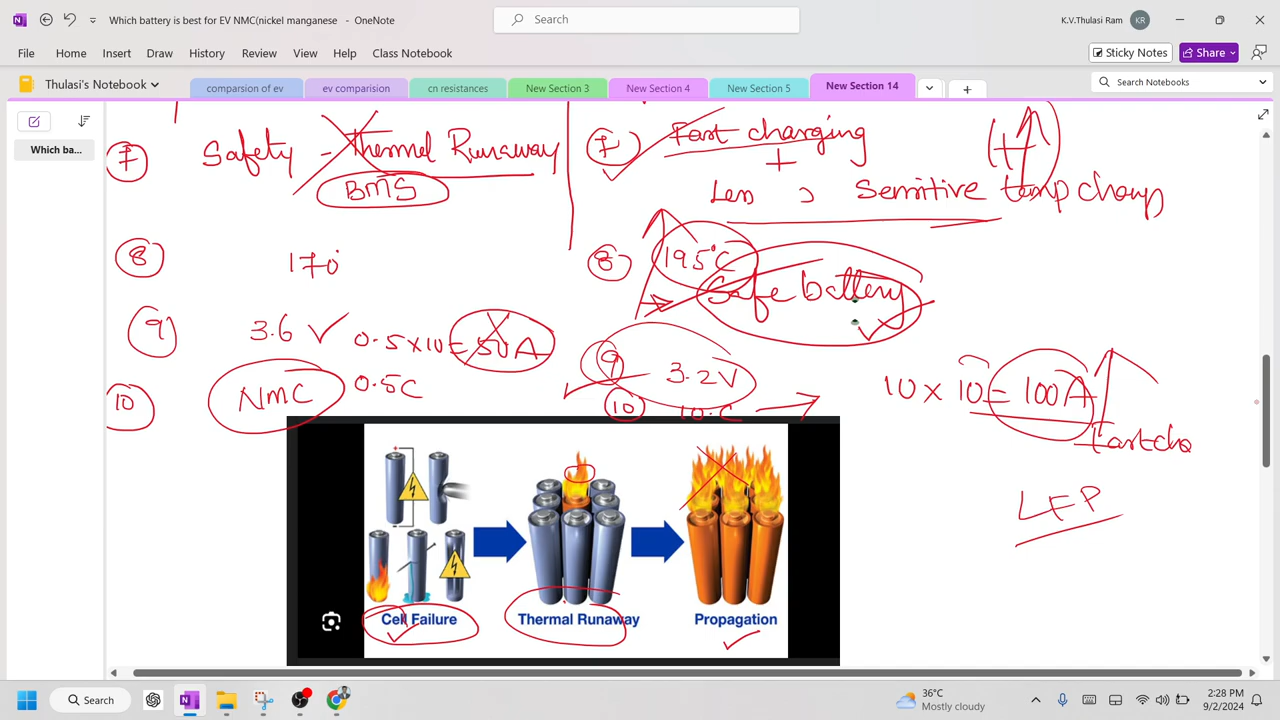 Which battery is best for EV NMC(nickel manganese - OneNote
Search
K.V.Thulasi Ram
KR
File Home Insert Draw History Review View Help Class Notebook
Sticky Notes
Share
Thulasi's Notebook
comparsion of ev
ev comparision
cn resistances
New Section 3
New Section 4
New Section 5
New Section 14
Search Notebooks
Which ba...
7 Safety - Thermal Runaway
BMS
7 Fast charging
+
Less Sensitive temp
8 170°
8 195°C
Safe battery
9 3.6 0.5x10= 50A
9 3.2V
10 NMC 0.5C
10 10.C
10 x 10 = 100A
LFP
Cell Failure
Thermal Runaway
Propagation
Search
36°C
Mostly cloudy
2:28 PM
9/2/2024